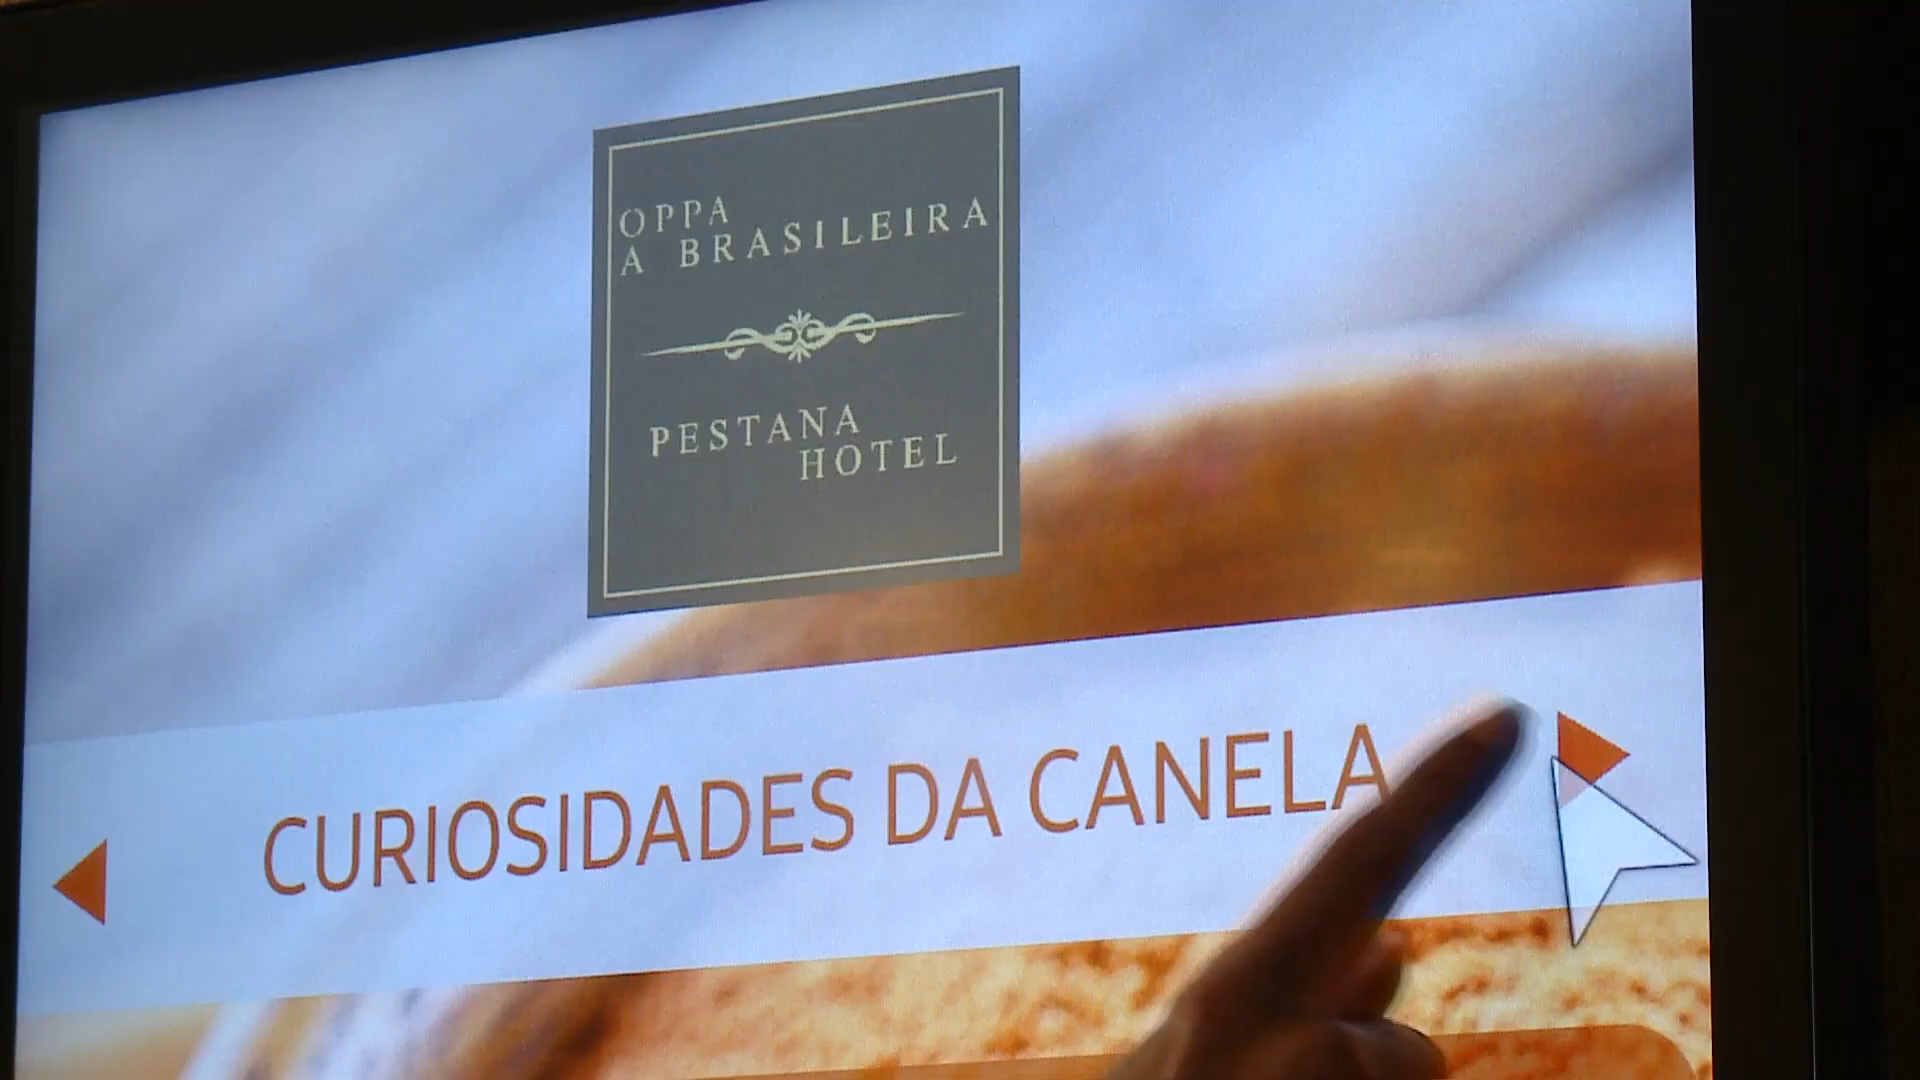 OPPA
A BRASILEIRA
PESTANA
HOTEL
CURIOSIDADES DA CANELA